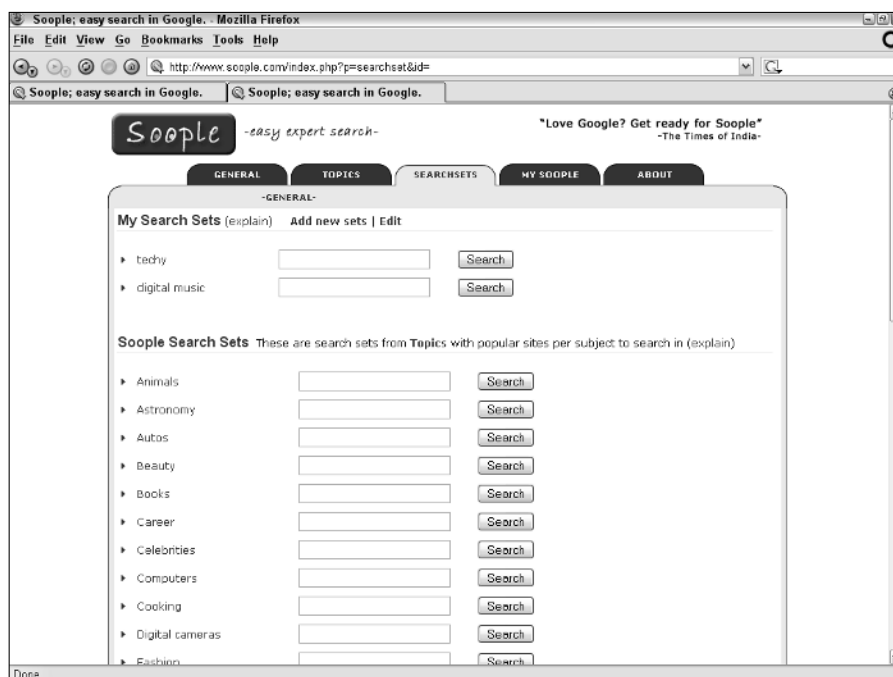 Soople; easy search in Google. - Mozilla Firefox
File Edit View Go Bookmarks Tools Help
http://www.soople.com/index.php?p=searchset&id=
Soople; easy search in Google. Soople; easy search in Google.
Soople -easy expert search- "Love Google? Get ready for Soople"
-The Times of India-
GENERAL TOPICS SEARCHSETS MY SOOPLE ABOUT
-GENERAL-
My Search Sets (explain) Add new sets | Edit
techy Search
digital music Search
Soople Search Sets These are search sets from Topics with popular sites per subject to search in (explain)
Animals Search
Astronomy Search
Autos Search
Beauty Search
Books Search
Career Search
Celebrities Search
Computers Search
Cooking Search
Digital cameras Search
Fashion Search
Done